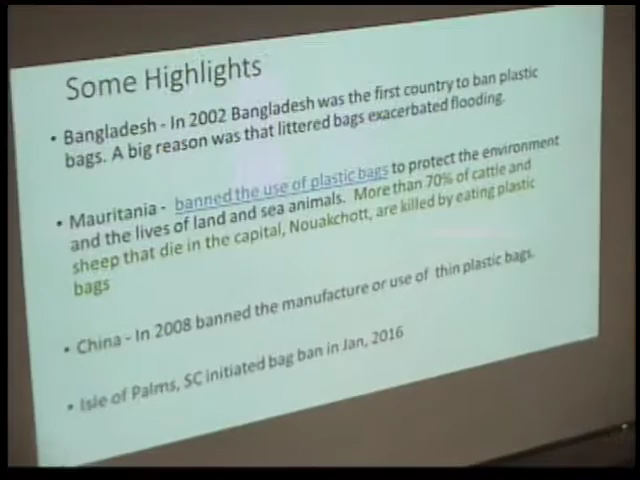 Some Highlights
• Bangladesh - In 2002 Bangladesh was the first country to ban plastic
bags. A big reason was that littered bags exacerbated flooding.
• Mauritania - banned the use of plastic bags to protect the environment
and the lives of land and sea animals. More than 70% of cattle and
sheep that die in the capital, Nouakchott, are killed by eating plastic
bags
• China - In 2008 banned the manufacture or use of thin plastic bags.
• Isle of Palms, SC initiated bag ban in Jan, 2016